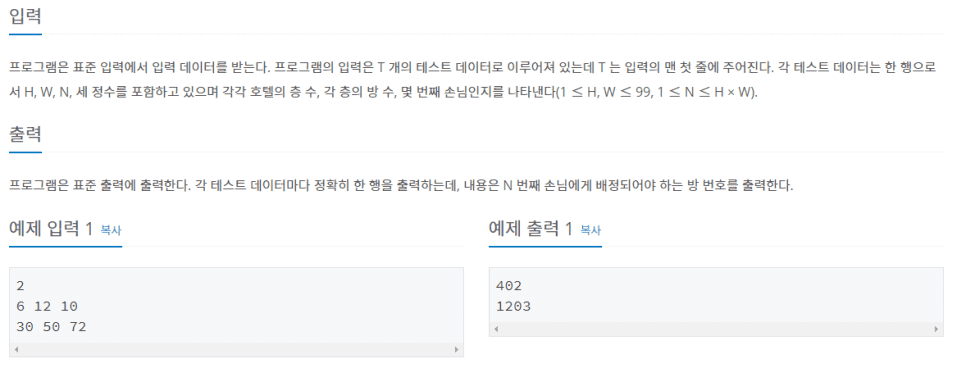 입력
프로그램은 표준 입력에서 입력 데이터를 받는다. 프로그램의 입력은 T 개의 테스트 데이터로 이루어져 있는데 T 는 입력의 맨 첫 줄에 주어진다. 각 테스트 데이터는 한 행으로
서 H, W, N, 세 정수를 포함하고 있으며 각각 호텔의 층 수, 각 층의 방 수, 몇 번째 손님인지를 나타낸다(1 ≤ H, W ≤ 99, 1 ≤ N ≤ H × W).
출력
프로그램은 표준 출력에 출력한다. 각 테스트 데이터마다 정확히 한 행을 출력하는데, 내용은 N 번째 손님에게 배정되어야 하는 방 번호를 출력한다.
예제 입력 1 복사
2
6 12 10
30 50 72
예제 출력 1 복사
402
1203